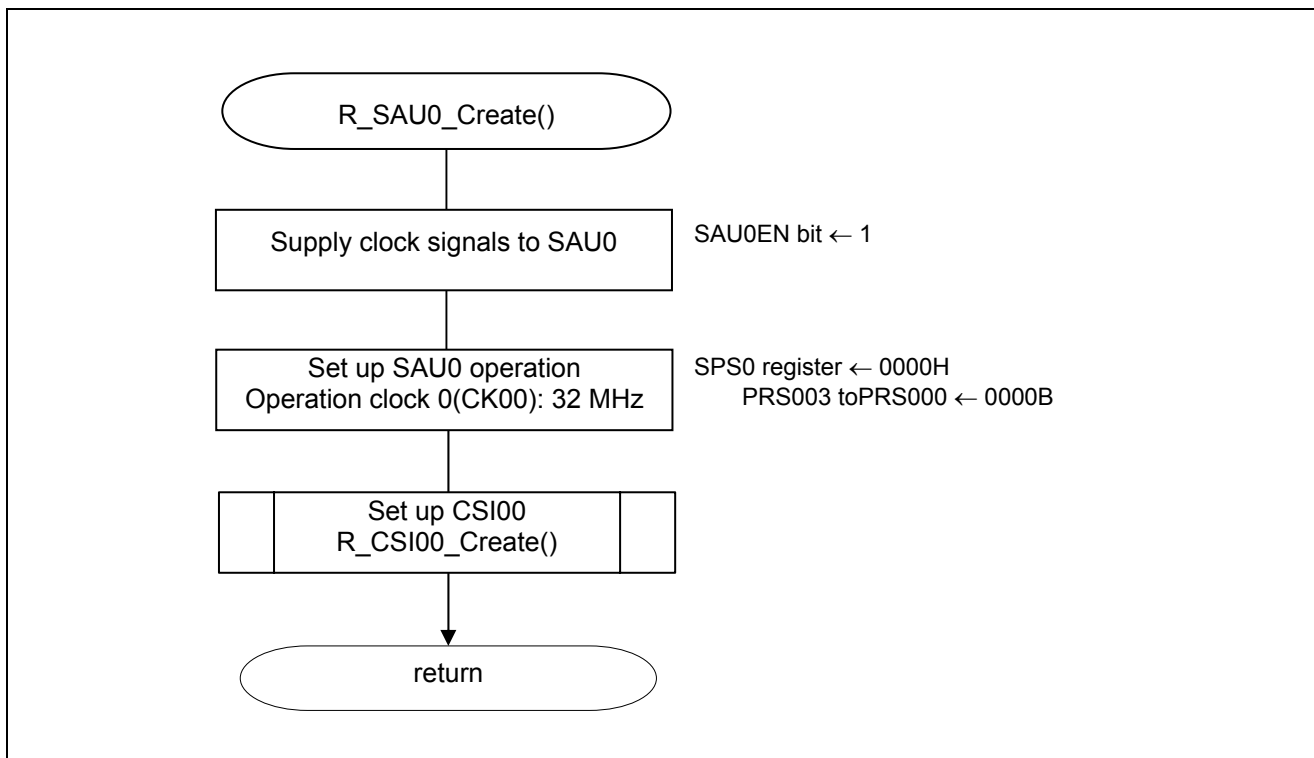 R_SAU0_Create()
Supply clock signals to SAU0
SAU0EN bit ← 1
Set up SAU0 operation
Operation clock 0(CK00): 32 MHz
SPS0 register ← 0000H
PRS003 toPRS000 ← 0000B
Set up CSI00
R_CSI00_Create()
return